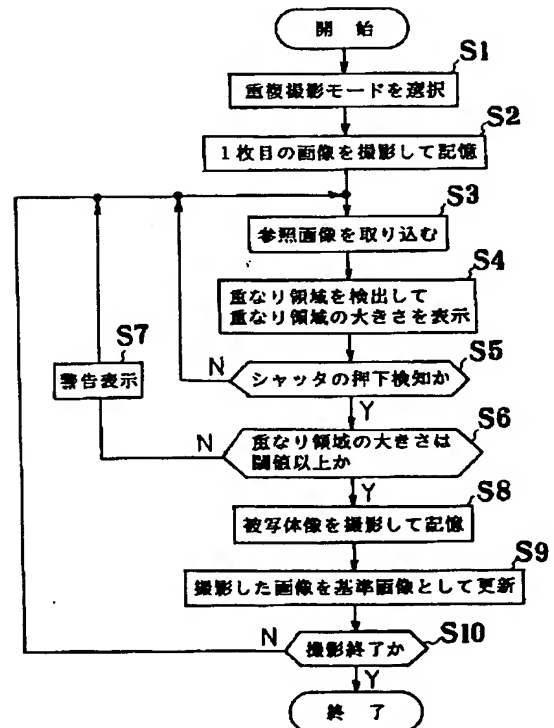 開 始
S1
重複撮影モードを選択
S2
1枚目の画像を撮影して記憶
S3
参照画像を取り込む
S4
重なり領域を検出して
重なり領域の大きさを表示
S7
警告表示
N
S5
シャッタの押下検知か
Y
N
S6
重なり領域の大きさは
閾値以上か
Y
S8
被写体像を撮影して記憶
S9
撮影した画像を基準画像として更新
N
S10
撮影終了か
Y
終 了